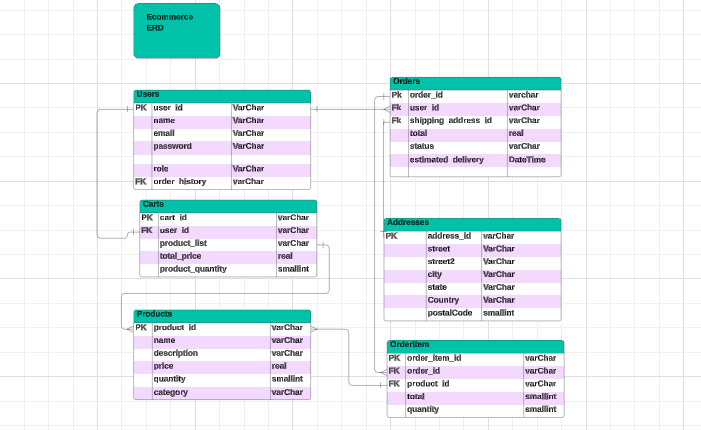 Ecommerce
ERD
Users
PK user_id VarChar
name VarChar
email VarChar
password VarChar
role VarChar
FK order_history varChar
Carts
PK cart_id varChar
FK user_id varChar
product_list varChar
total_price real
product_quantity smallint
Products
PK product_id varChar
name varChar
description varChar
price real
quantity smallint
category varChar
Orders
Pk order_id varchar
Fk user_id varChar
Fk shipping_address_id varChar
total real
status varChar
estimated_delivery DateTime
Addresses
PK address_id varChar
street VarChar
street2 VarChar
city VarChar
state VarChar
Country VarChar
postalCode smallint
OrderItem
PK order_item_id varChar
FK order_id varChar
FK product_id varChar
total smallint
quantity smallint